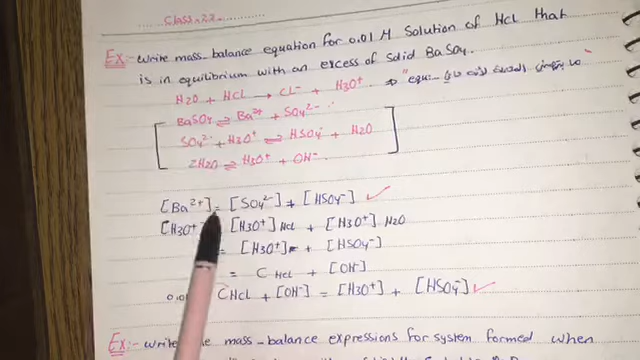 Class..22
Ex:- write mass-balance equation for 0.01 M solution of HCl that
is in equilibrium with an excess of solid BaSO4.
H2O + HCl → Cl⁻ + H3O⁺ ⇒ "equ-
BaSO4 ⇌ Ba²⁺ + SO4²⁻
SO4²⁻ + H3O⁺ ⇌ HSO4⁻ + H2O
2H2O ⇌ H3O⁺ + OH⁻
[Ba²⁺] = [SO4²⁻] + [HSO4⁻] ✓
[H3O⁺] [H3O⁺]HCl + [H3O⁺]H2O
= [H3O⁺] + [HSO4⁻]
= CHCl + [OH⁻]
CHCl + [OH⁻] = [H3O⁺] + [HSO4⁻] ✓
Ex:- write the mass-balance expressions for system formed when